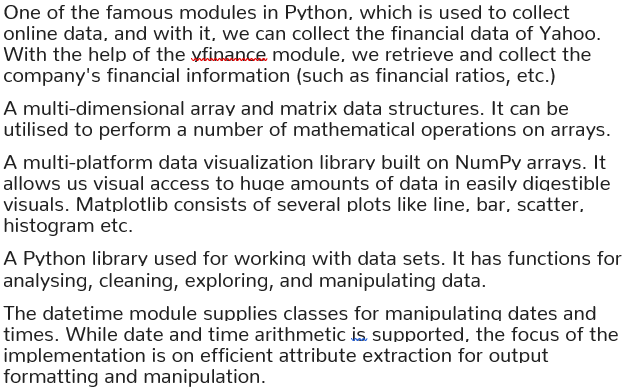 One of the famous modules in Python, which is used to collect
online data, and with it, we can collect the financial data of Yahoo.
With the help of the yfinance module, we retrieve and collect the
company's financial information (such as financial ratios, etc.)
A multi-dimensional array and matrix data structures. It can be
utilised to perform a number of mathematical operations on arrays.
A multi-platform data visualization library built on NumPy arrays. It
allows us visual access to huge amounts of data in easily digestible
visuals. Matplotlib consists of several plots like line, bar, scatter,
histogram etc.
A Python library used for working with data sets. It has functions for
analysing, cleaning, exploring, and manipulating data.
The datetime module supplies classes for manipulating dates and
times. While date and time arithmetic is supported, the focus of the
implementation is on efficient attribute extraction for output
formatting and manipulation.